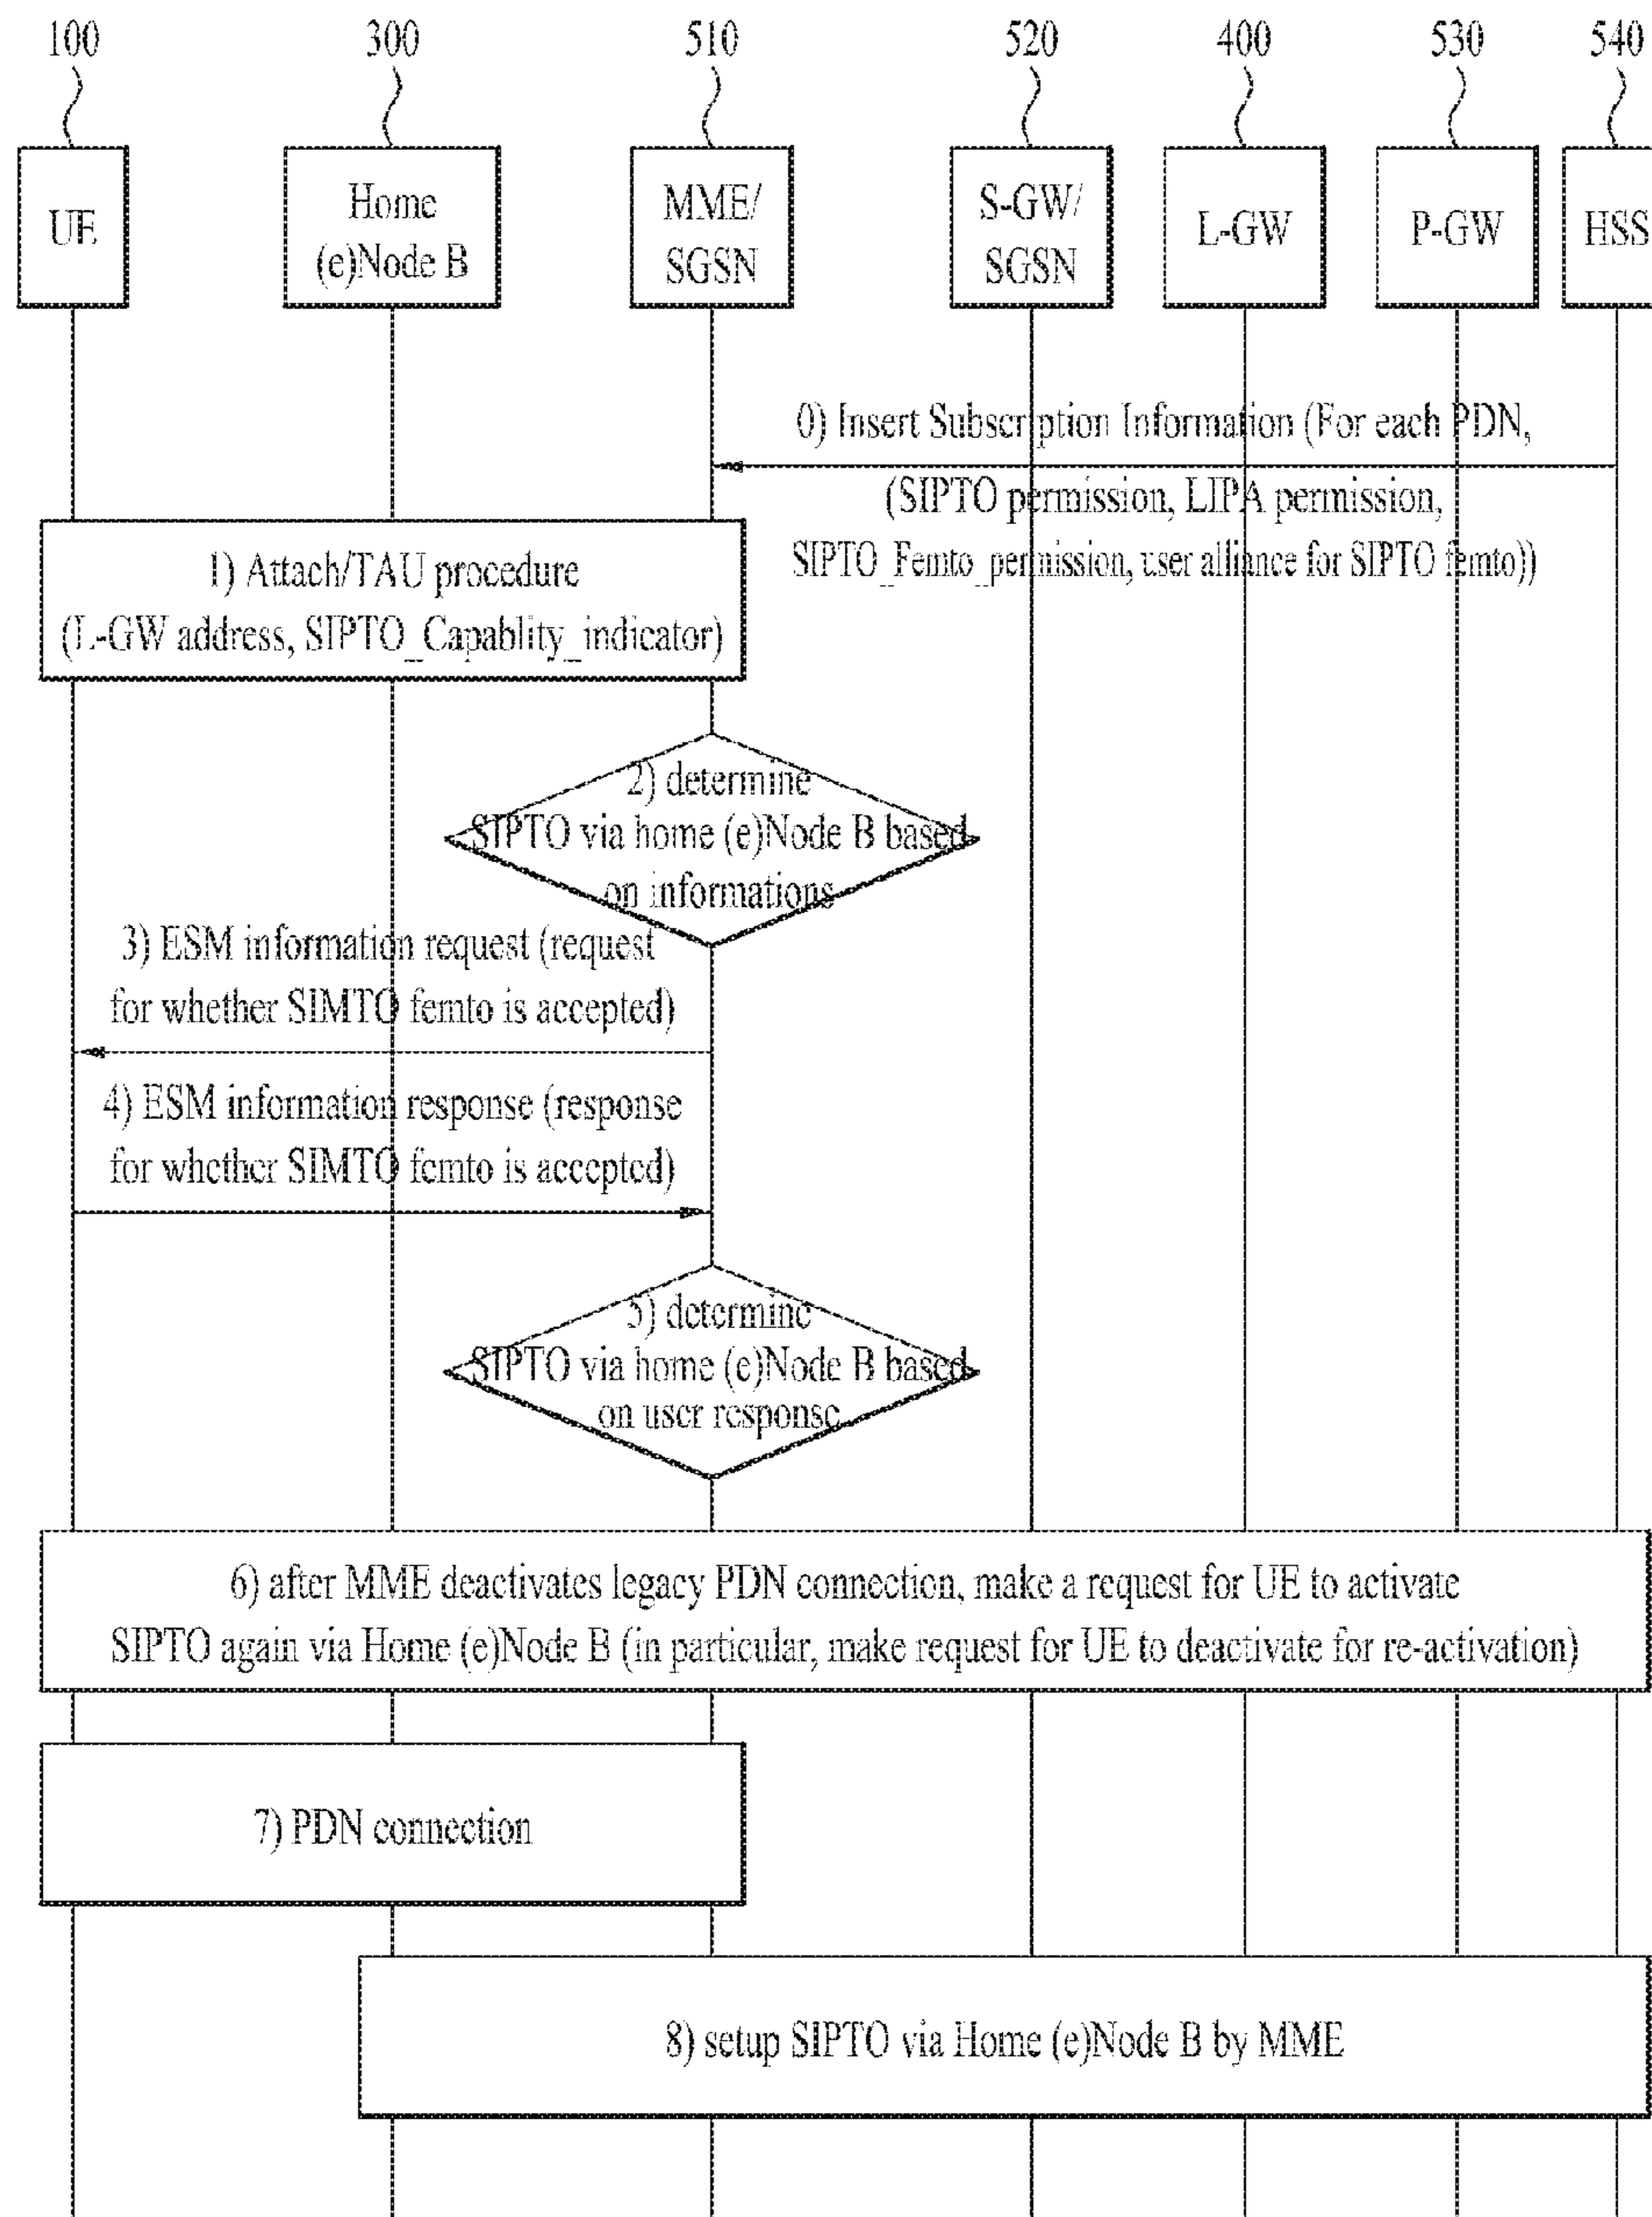 100 300 510 520 400 530 540
UE
Home
(e)Node B
MME/
SGSN
S-GW/
SGSN
L-GW
P-GW
HSS
0) Insert Subscription Information (For each PDN,
(SIPTO permission, LIPA permission,
SIPTO_Femto_permission, user alliance for SIPTO femto))
1) Attach/TAU procedure
(L-GW address, SIPTO_Capablity_indicator)
2) determine
SIPTO via home (e)Node B based
on informations
3) ESM information request (request
for whether SIMTO femto is accepted)
4) ESM information response (response
for whether SIMTO femto is accepted)
5) determine
SIPTO via home (e)Node B based
on user response
6) after MME deactivates legacy PDN connection, make a request for UE to activate
SIPTO again via Home (e)Node B (in particular, make request for UE to deactivate for re-activation)
7) PDN connection
8) setup SIPTO via Home (e)Node B by MME